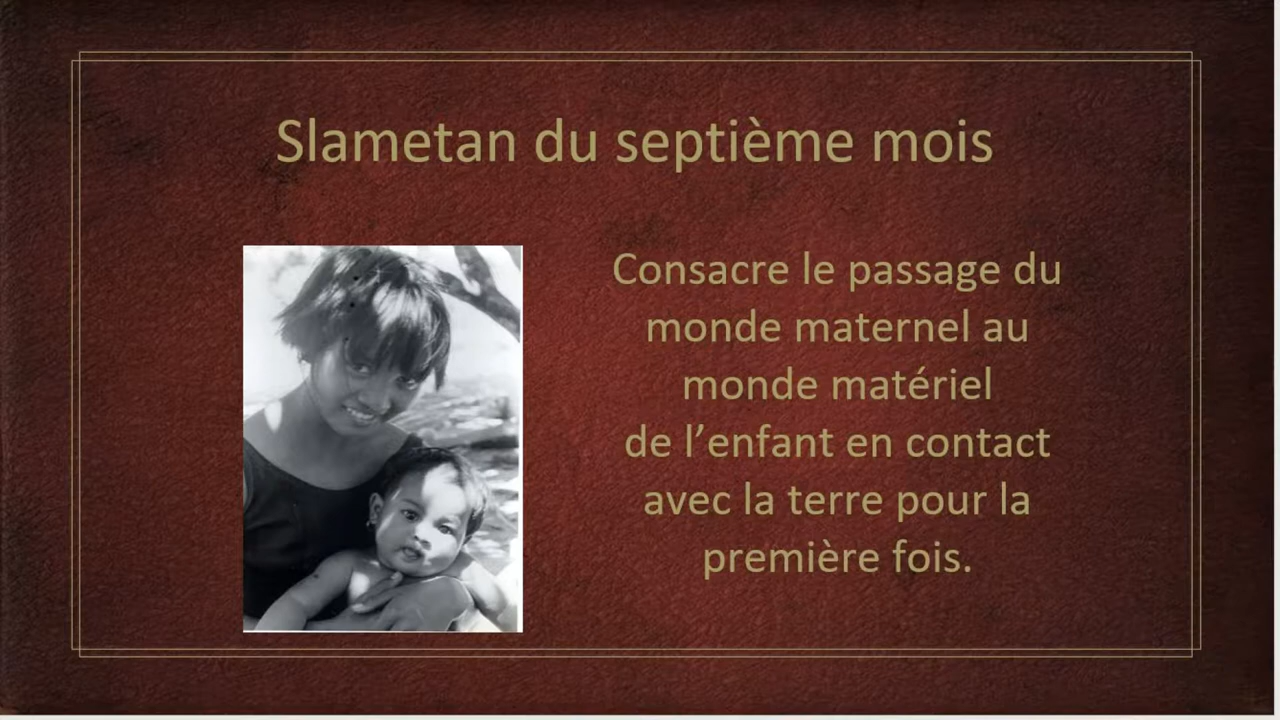 Slametan du septième mois
Consacre le passage du
monde maternel au
monde matériel
de l’enfant en contact
avec la terre pour la
première fois.